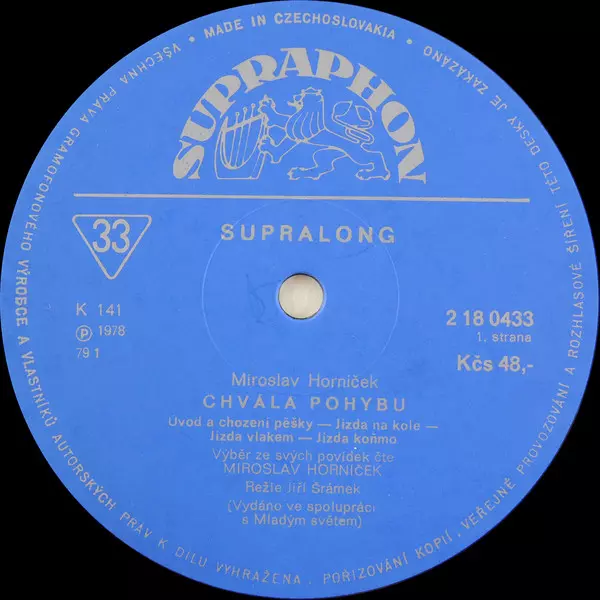 MADE IN CZECHOSLOVAKIA •
SUPRAPHON
33
SUPRALONG
K 141
Ⓟ 1978
79 1
2 18 0433
1. strana
Kčs 48,-
Miroslav Horníček
CHVÁLA POHYBU
Úvod a chození pěšky — Jízda na kole —
Jízda vlakem — Jízda koňmo
Výběr ze svých povídek čte
MIROSLAV HORNÍČEK
Režie Jiří Šrámek
(Vydáno ve spolupráci
s Mladým světem)
VŠECHNA PRÁVA GRAMOFONOVÉHO VÝROBCE A VLASTNÍKŮ AUTORSKÝCH PRÁV K DÍLU VYHRAŽENA. POŘIZOVÁNÍ KOPIÍ, VEŘEJNÉ PROVOZOVÁNÍ A ROZHLASOVÉ ŠÍŘENÍ TÉTO DESKY JE ZAKÁZÁNO •